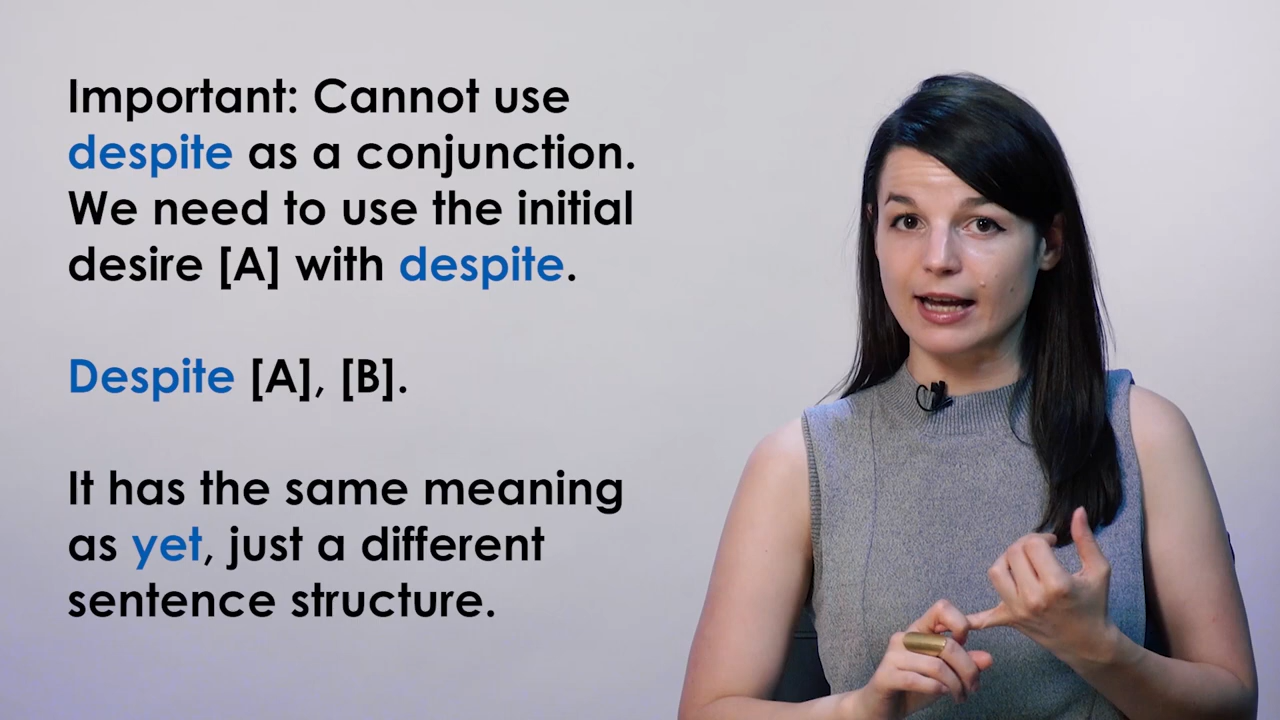 Important: Cannot use
despite as a conjunction.
We need to use the initial
desire [A] with despite.
Despite [A], [B].
It has the same meaning
as yet, just a different
sentence structure.